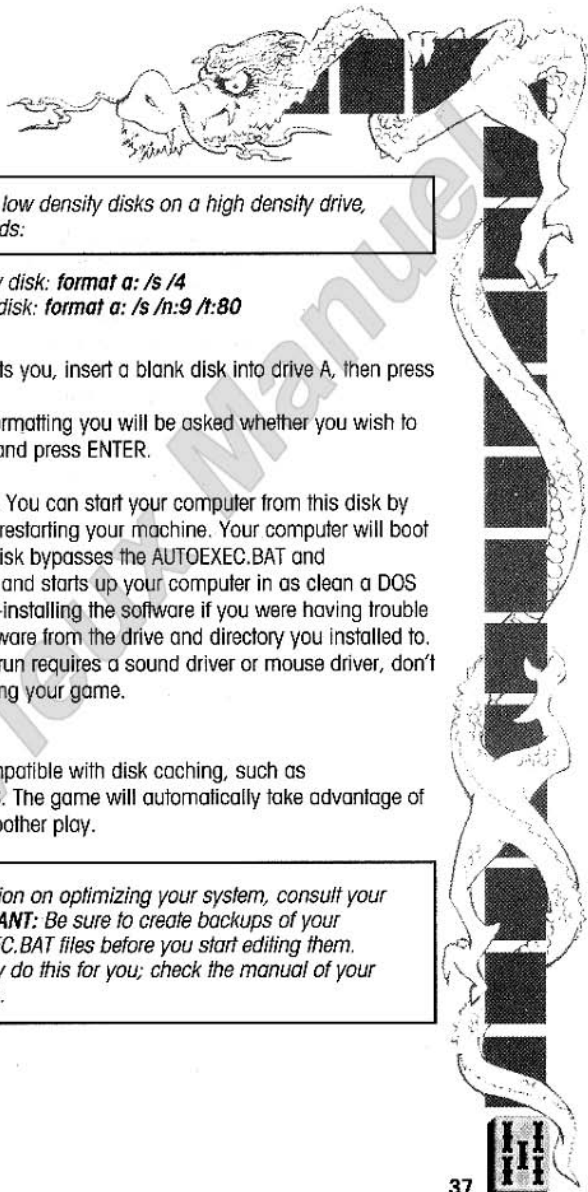 low density disks on a high density drive,
ds:
disk: format a: /s /4
disk: format a: /s /n:9 /t:80
ts you, insert a blank disk into drive A, then press
rmatting you will be asked whether you wish to
and press ENTER.
You can start your computer from this disk by
restarting your machine. Your computer will boot
isk bypasses the AUTOEXEC.BAT and
and starts up your computer in as clean a DOS
-installing the software if you were having trouble
ware from the drive and directory you installed to.
run requires a sound driver or mouse driver, don't
ng your game.
mpatible with disk caching, such as
. The game will automatically take advantage of
oother play.
ion on optimizing your system, consult your
ANT: Be sure to create backups of your
EC.BAT files before you start editing them.
y do this for you; check the manual of your
.
ieux Manuel
37